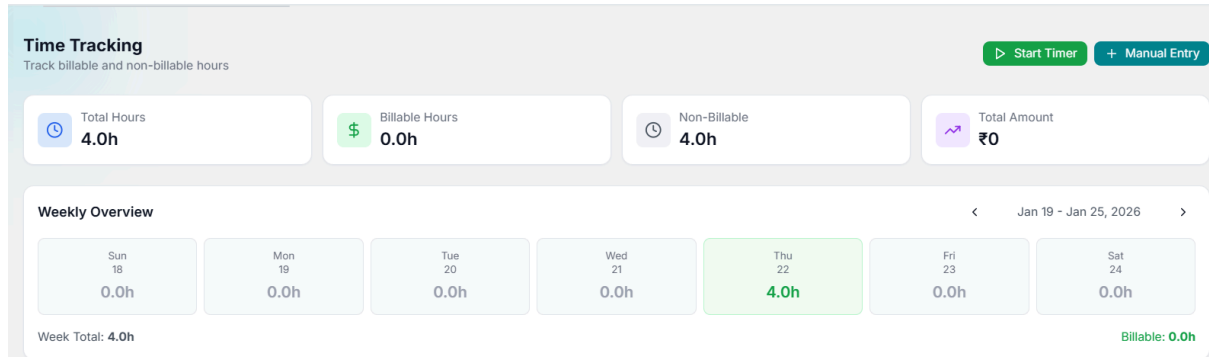 Time Tracking
Track billable and non-billable hours
Start Timer
+ Manual Entry
Total Hours
4.0h
Billable Hours
0.0h
Non-Billable
4.0h
Total Amount
₹0
Weekly Overview
Jan 19 - Jan 25, 2026
Sun
18
0.0h
Mon
19
0.0h
Tue
20
0.0h
Wed
21
0.0h
Thu
22
4.0h
Fri
23
0.0h
Sat
24
0.0h
Week Total: 4.0h
Billable: 0.0h